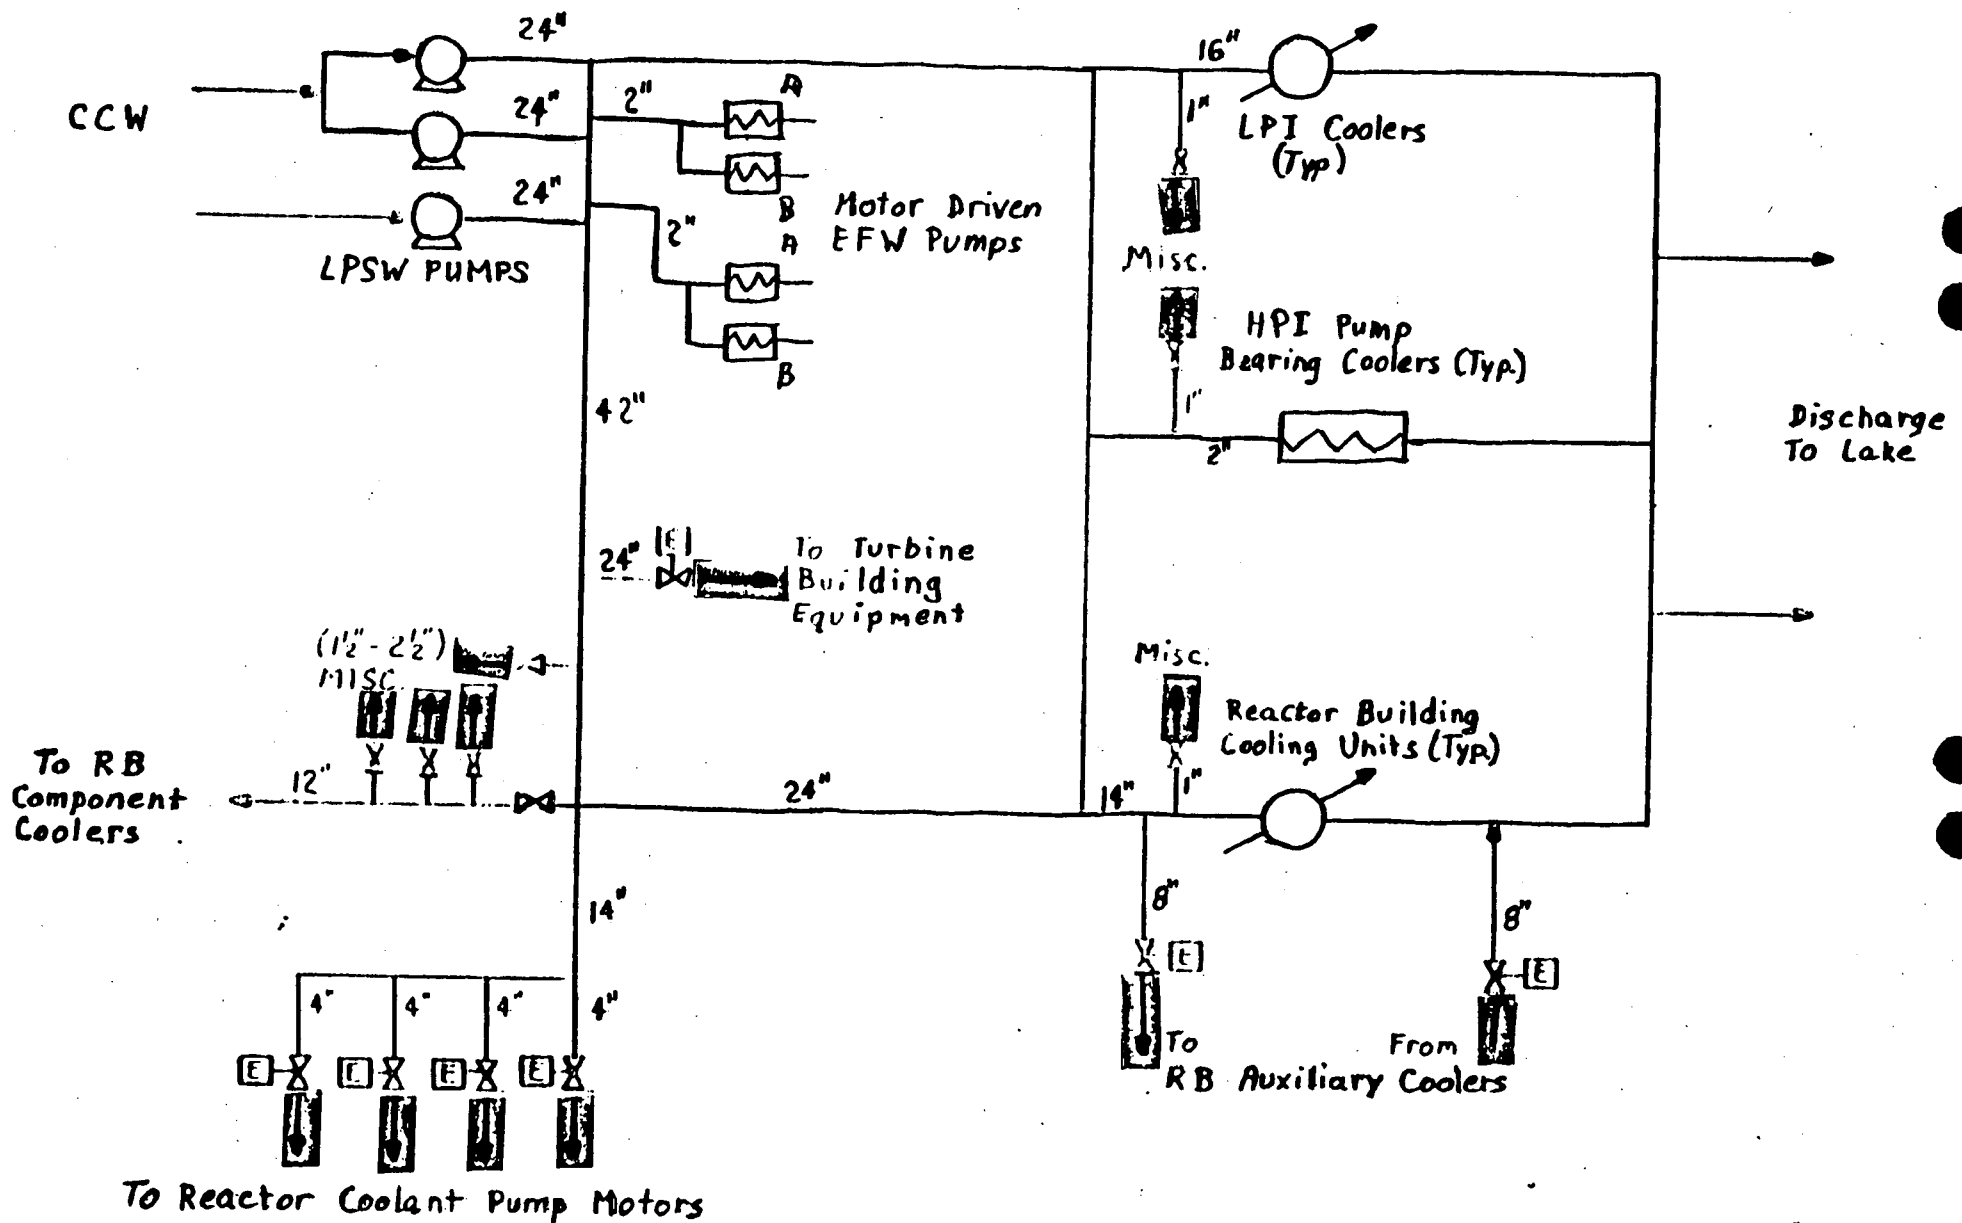 24"
CCW
24"
24"
LPSW PUMPS
2"
A
B
2"
A
B
Motor Driven
EFW Pumps
42"
16"
1"
LPI Coolers
(Typ)
Misc.
HPI Pump
Bearing Coolers (Typ.)
1"
2"
Discharge
To Lake
24"
E
To Turbine
Building
Equipment
(1½" - 2½")
MISC.
To RB
Component
Coolers
12"
24"
14"
Misc.
1"
Reactor Building
Cooling Units (Typ.)
14"
8"
E
To
8"
E
From
RB Auxiliary Coolers
4"
4"
4"
4"
E
E
E
E
To Reactor Coolant Pump Motors